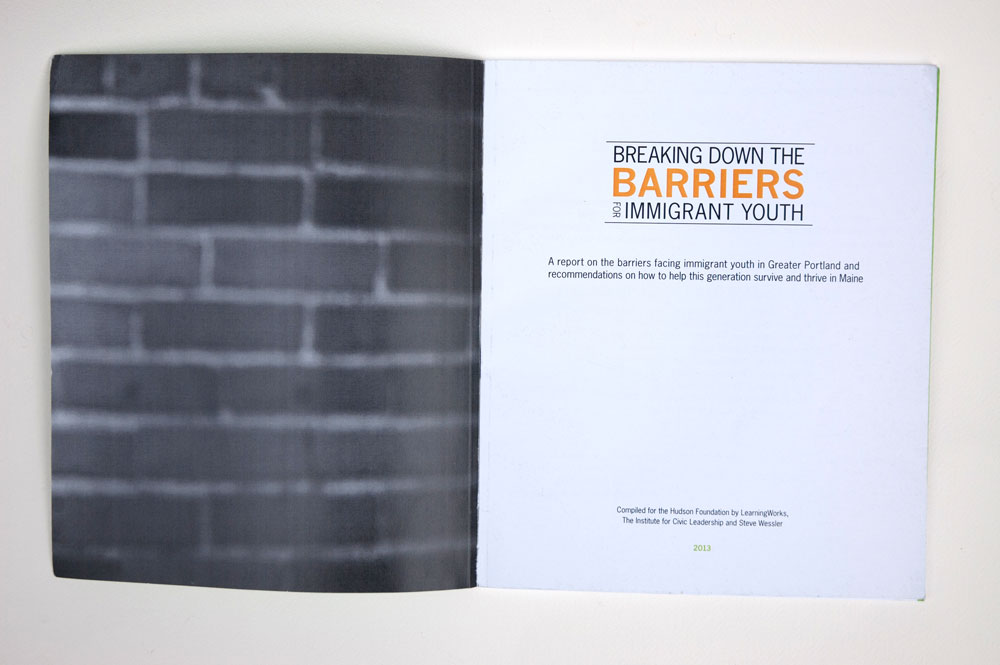 BREAKING DOWN THE
BARRIERS
FOR IMMIGRANT YOUTH
A report on the barriers facing immigrant youth in Greater Portland and
recommendations on how to help this generation survive and thrive in Maine
Compiled for the Hudson Foundation by LearningWorks,
The Institute for Civic Leadership and Steve Wessler
2013